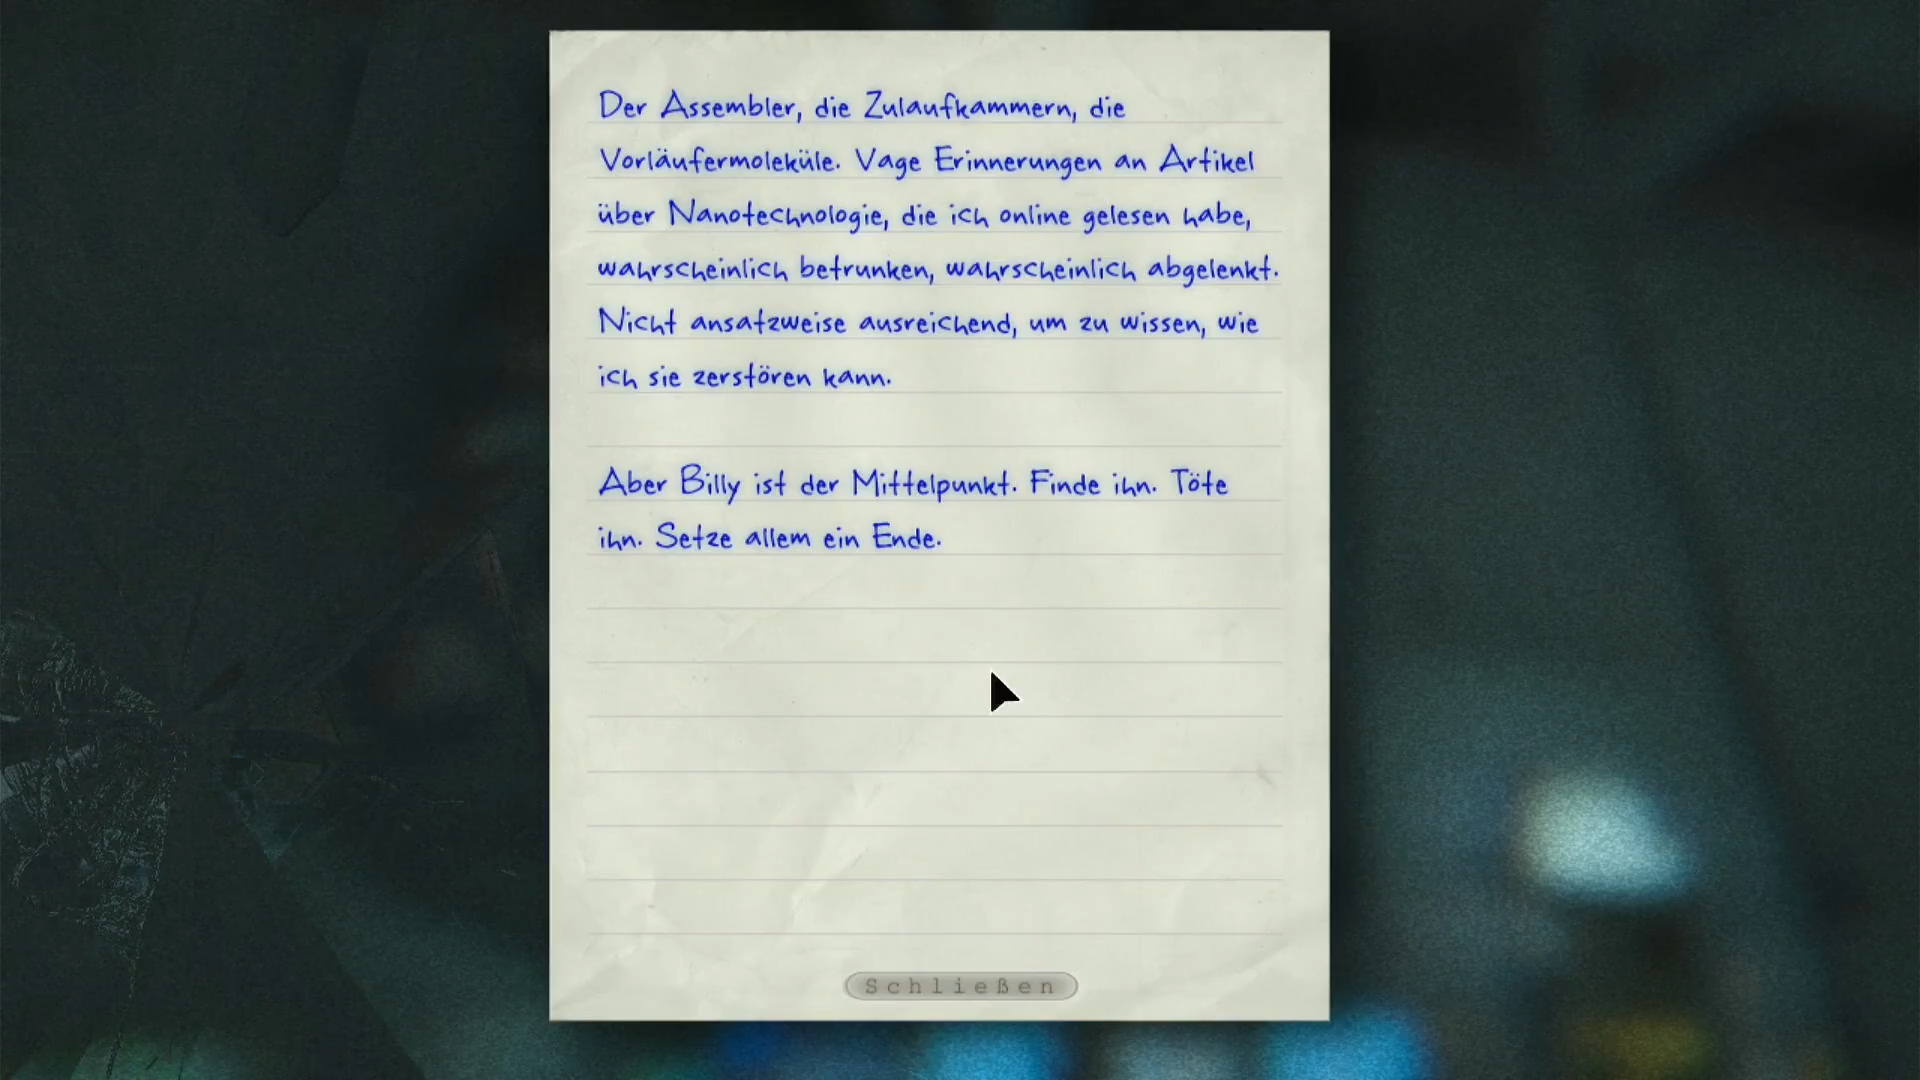 Der Assembler, die Zulaufkammern, die
Vorläufermoleküle. Vage Erinnerungen an Artikel
über Nanotechnologie, die ich online gelesen habe,
wahrscheinlich betrunken, wahrscheinlich abgelenkt.
Nicht ansatzweise ausreichend, um zu wissen, wie
ich sie zerstören kann.
Aber Billy ist der Mittelpunkt. Finde ihn. Töte
ihn. Setze allem ein Ende.
Schließen